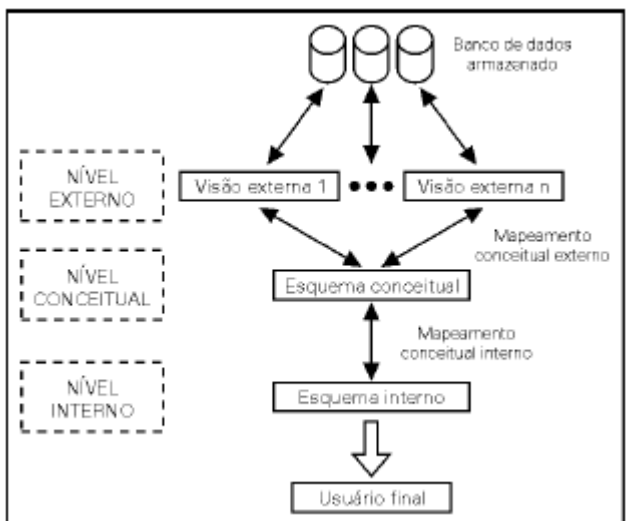 Banco de dados
armazenado
NÍVEL
EXTERNO
Visão externa 1
Visão externa n
Mapeamento
conceitual externo
NÍVEL
CONCEITUAL
Esquema conceitual
Mapeamento
conceitual interno
NÍVEL
INTERNO
Esquema interno
Usuário final